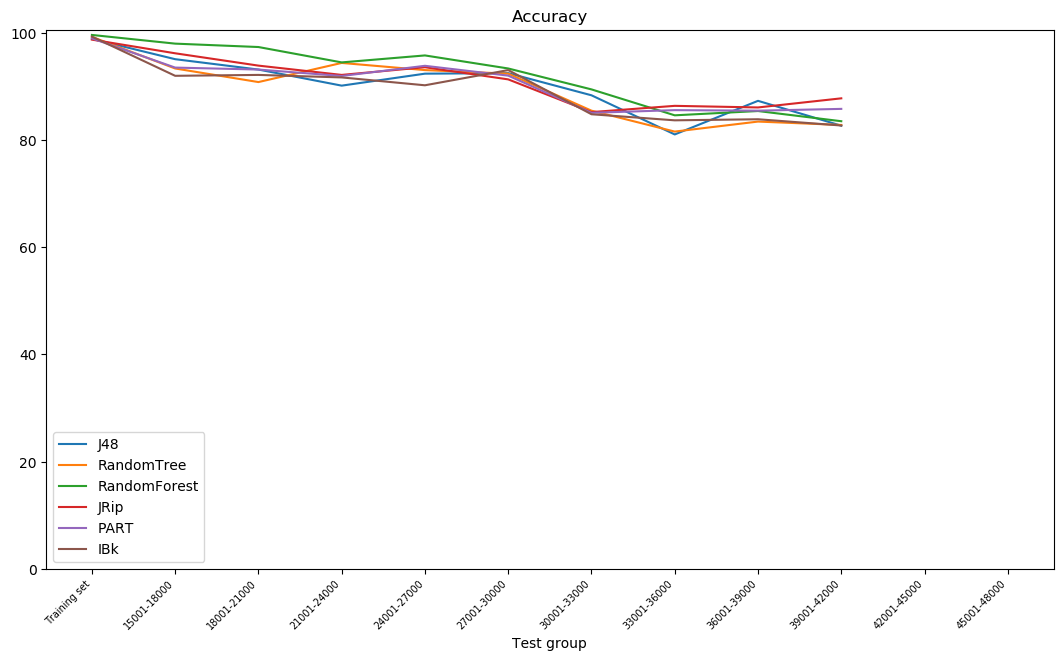 Accuracy
100
80
60
40
20
0
J48
RandomTree
RandomForest
JRip
PART
IBk
Training set
15001-18000
18001-21000
21001-24000
24001-27000
27001-30000
30001-33000
33001-36000
36001-39000
39001-42000
42001-45000
45001-48000
Test group